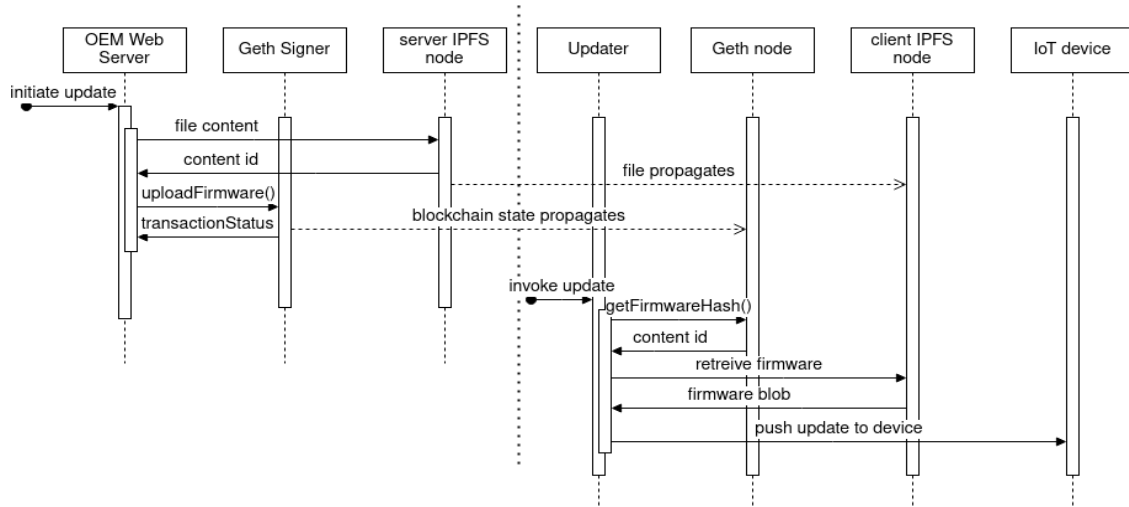 OEM Web
Server
Geth Signer
server IPFS
node
Updater
Geth node
client IPFS
node
IoT device
initiate update
file content
content id
file propagates
uploadFirmware()
blockchain state propagates
transactionStatus
invoke update
getFirmwareHash()
content id
retreive firmware
firmware blob
push update to device